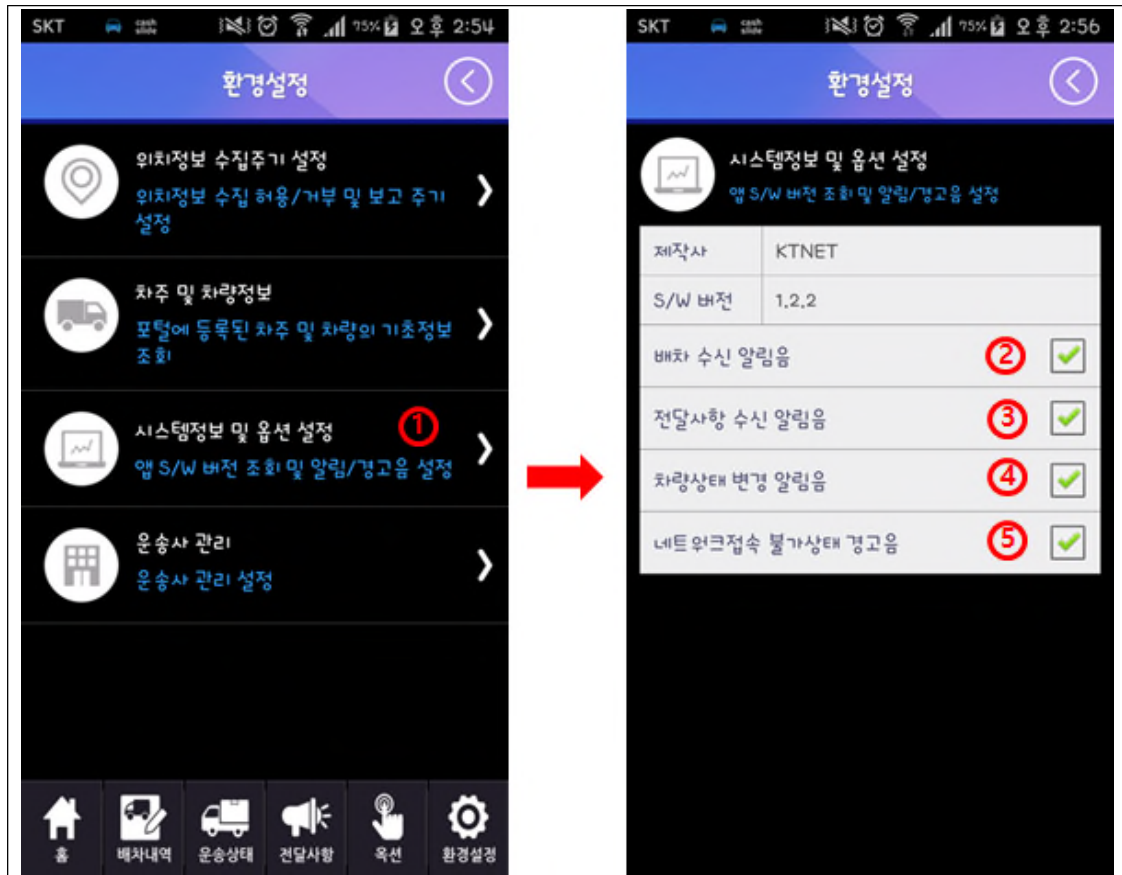 SKT cash slide 75% 오후 2:54
환경설정
위치정보 수집주기 설정
위치정보 수집 허용/거부 및 보고 주기
설정
차주 및 차량정보
포털에 등록된 차주 및 차량의 기초정보
조회
시스템정보 및 옵션 설정 1
앱 S/W 버전 조회 및 알림/경고음 설정
운송사 관리
운송사 관리 설정
홈 배차내역 운송상태 전달사항 옥션 환경설정
SKT cash slide 75% 오후 2:56
환경설정
시스템정보 및 옵션 설정
앱 S/W 버전 조회 및 알림/경고음 설정
제작사 KTNET
S/W 버전 1.2.2
배차 수신 알림음 2
전달사항 수신 알림음 3
차량상태 변경 알림음 4
네트워크접속 불가상태 경고음 5